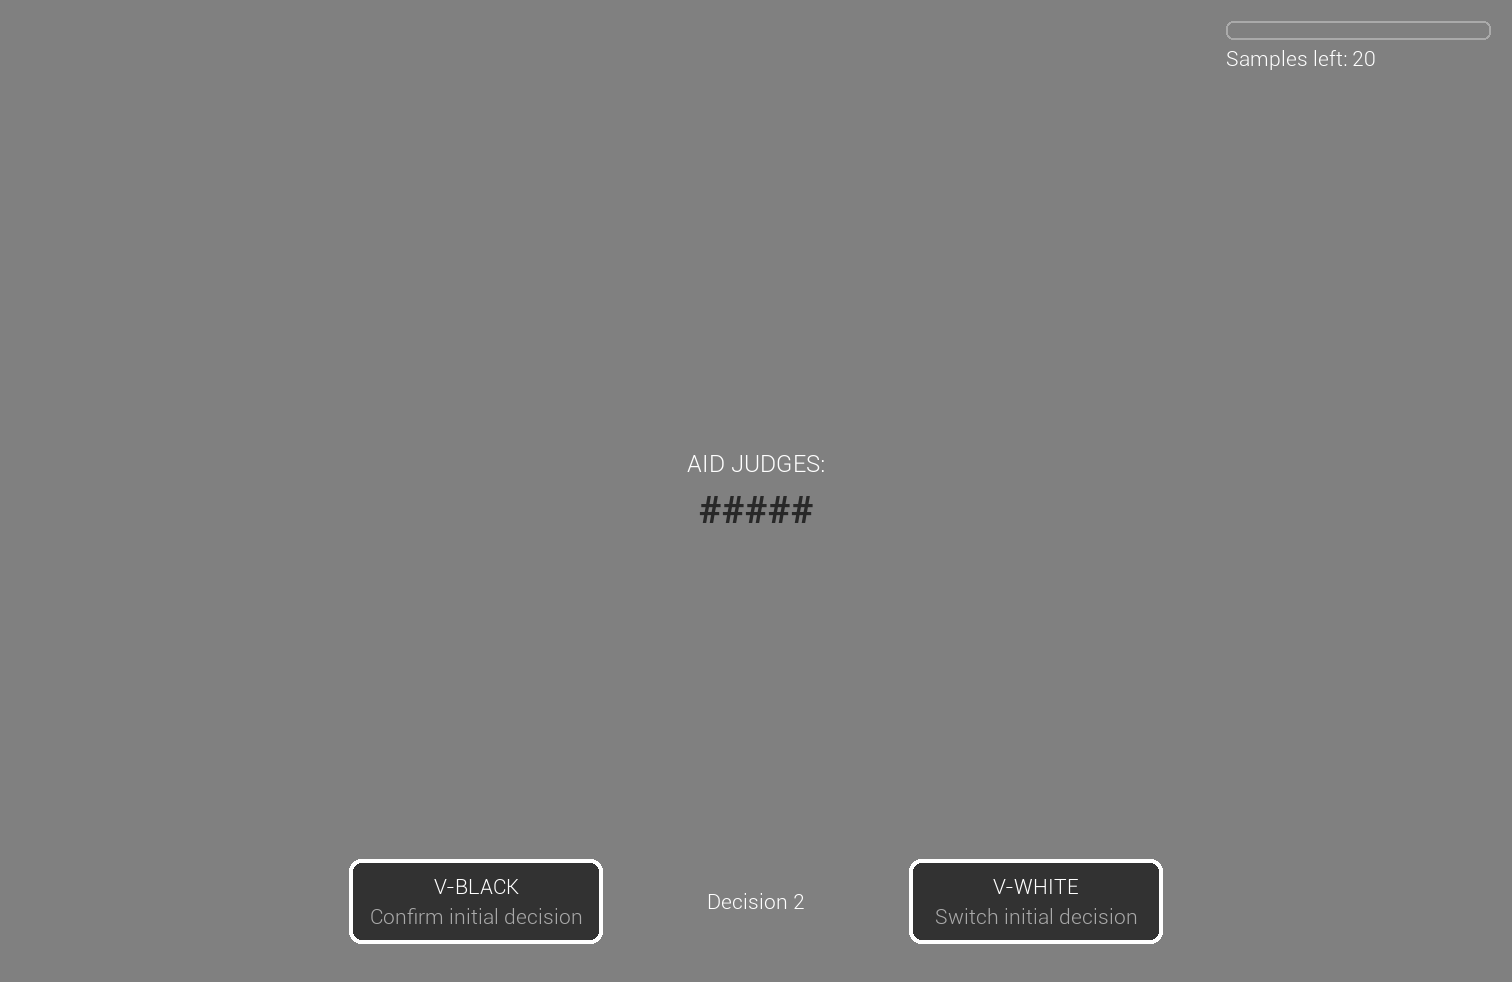 Samples left: 20
AID JUDGES:
#####
V-BLACK
Confirm initial decision
Decision 2
V-WHITE
Switch initial decision